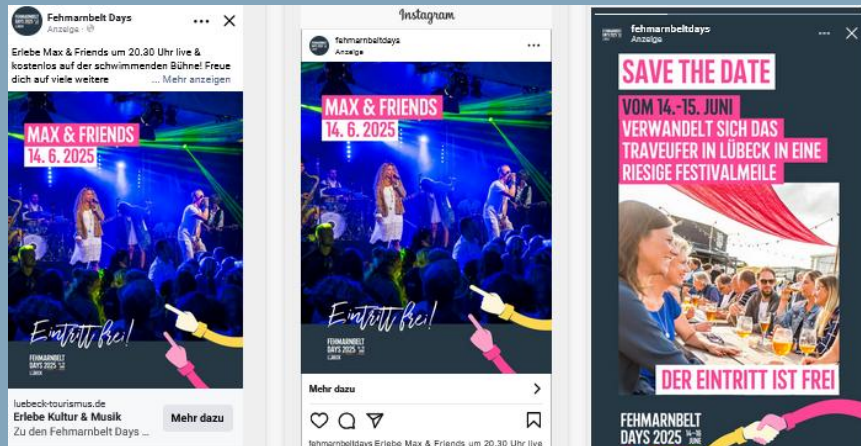 Fehmarnbelt Days
Anzeige
Erlebe Max & Friends um 20.30 Uhr live &
kostenlos auf der schwimmenden Bühne! Freue
dich auf viele weitere ... Mehr anzeigen
MAX & FRIENDS
14. 6. 2025
Eintritt frei!
FEHMARNBELT
DAYS 2025
LÜBECK
luebeck-tourismus.de
Erlebe Kultur & Musik
Zu den Fehmarnbelt Days ...
Mehr dazu
Instagram
fehmarnbeltdays
Anzeige
MAX & FRIENDS
14. 6. 2025
Eintritt frei!
FEHMARNBELT
DAYS 2025
LÜBECK
Mehr dazu
fehmarnbeltdays Erlebe Max & Friends um 20.30 Uhr live
fehmarnbeltdays
Anzeige
SAVE THE DATE
VOM 14.-15. JUNI
VERWANDELT SICH DAS
TRAVEUFER IN LÜBECK IN EINE
RIESIGE FESTIVALMEILE
DER EINTRITT IST FREI
FEHMARNBELT
DAYS 2025 14-15 JUNE